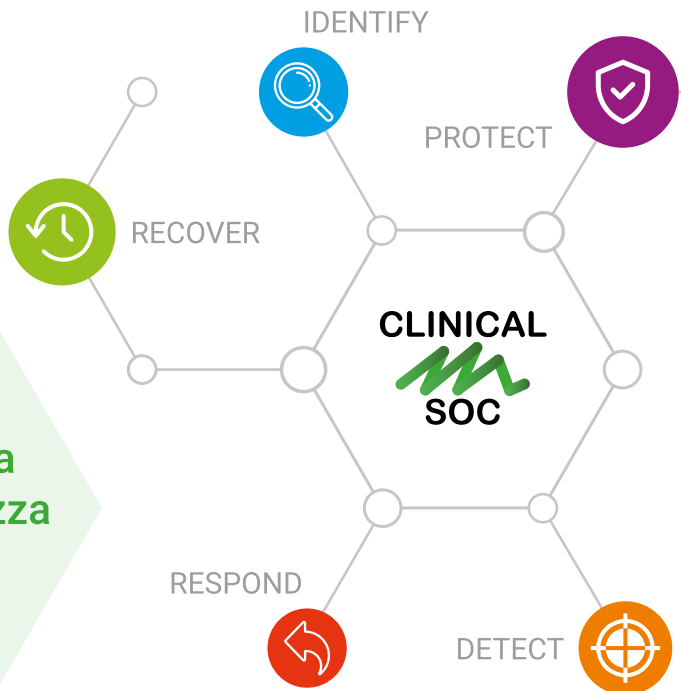 IDENTIFY
PROTECT
RECOVER
CLINICAL
SOC
RESPOND
DETECT